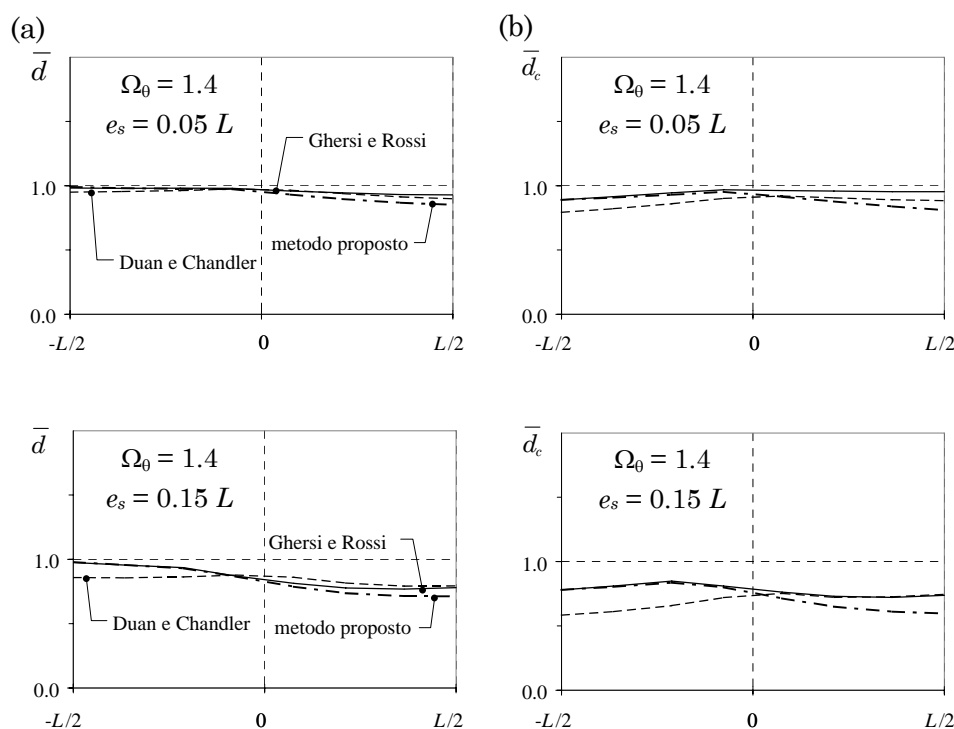 (a)
(b)
d̅
Ω_θ = 1.4
e_s = 0.05 L
Ghersi e Rossi
1.0
metodo proposto
Duan e Chandler
0.0
-L/2
0
L/2
d̅_c
Ω_θ = 1.4
e_s = 0.05 L
1.0
0.0
-L/2
0
L/2
d̅
Ω_θ = 1.4
e_s = 0.15 L
Ghersi e Rossi
1.0
Duan e Chandler
metodo proposto
0.0
-L/2
0
L/2
d̅_c
Ω_θ = 1.4
e_s = 0.15 L
1.0
0.0
-L/2
0
L/2